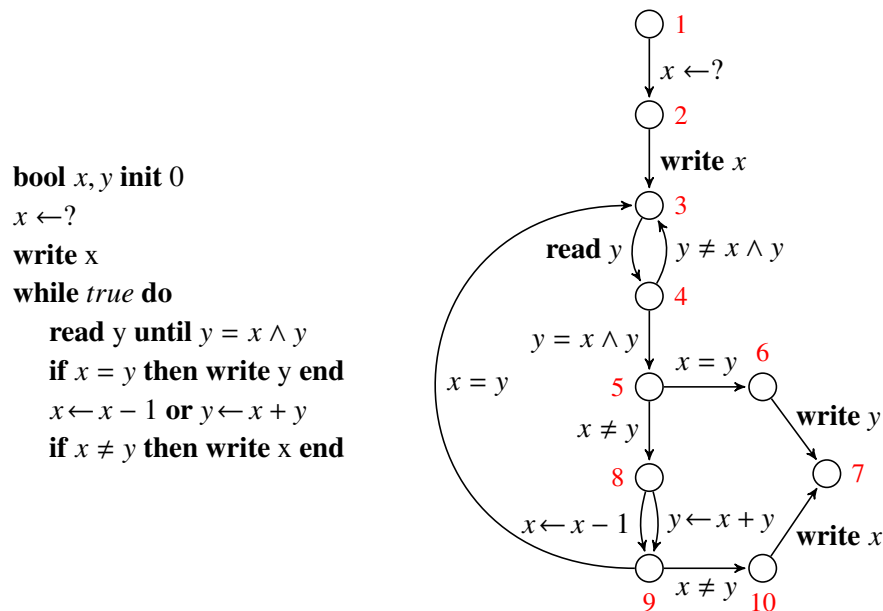 bool x, y init 0
x ←?
write x
while true do
read y until y = x ∧ y
if x = y then write y end
x ← x − 1 or y ← x + y
if x ≠ y then write x end
1
x ←?
2
write x
3
read y
y ≠ x ∧ y
4
y = x ∧ y
x = y
6
x = y
5
write y
x ≠ y
8
7
x ← x − 1
y ← x + y
write x
x ≠ y
9
10